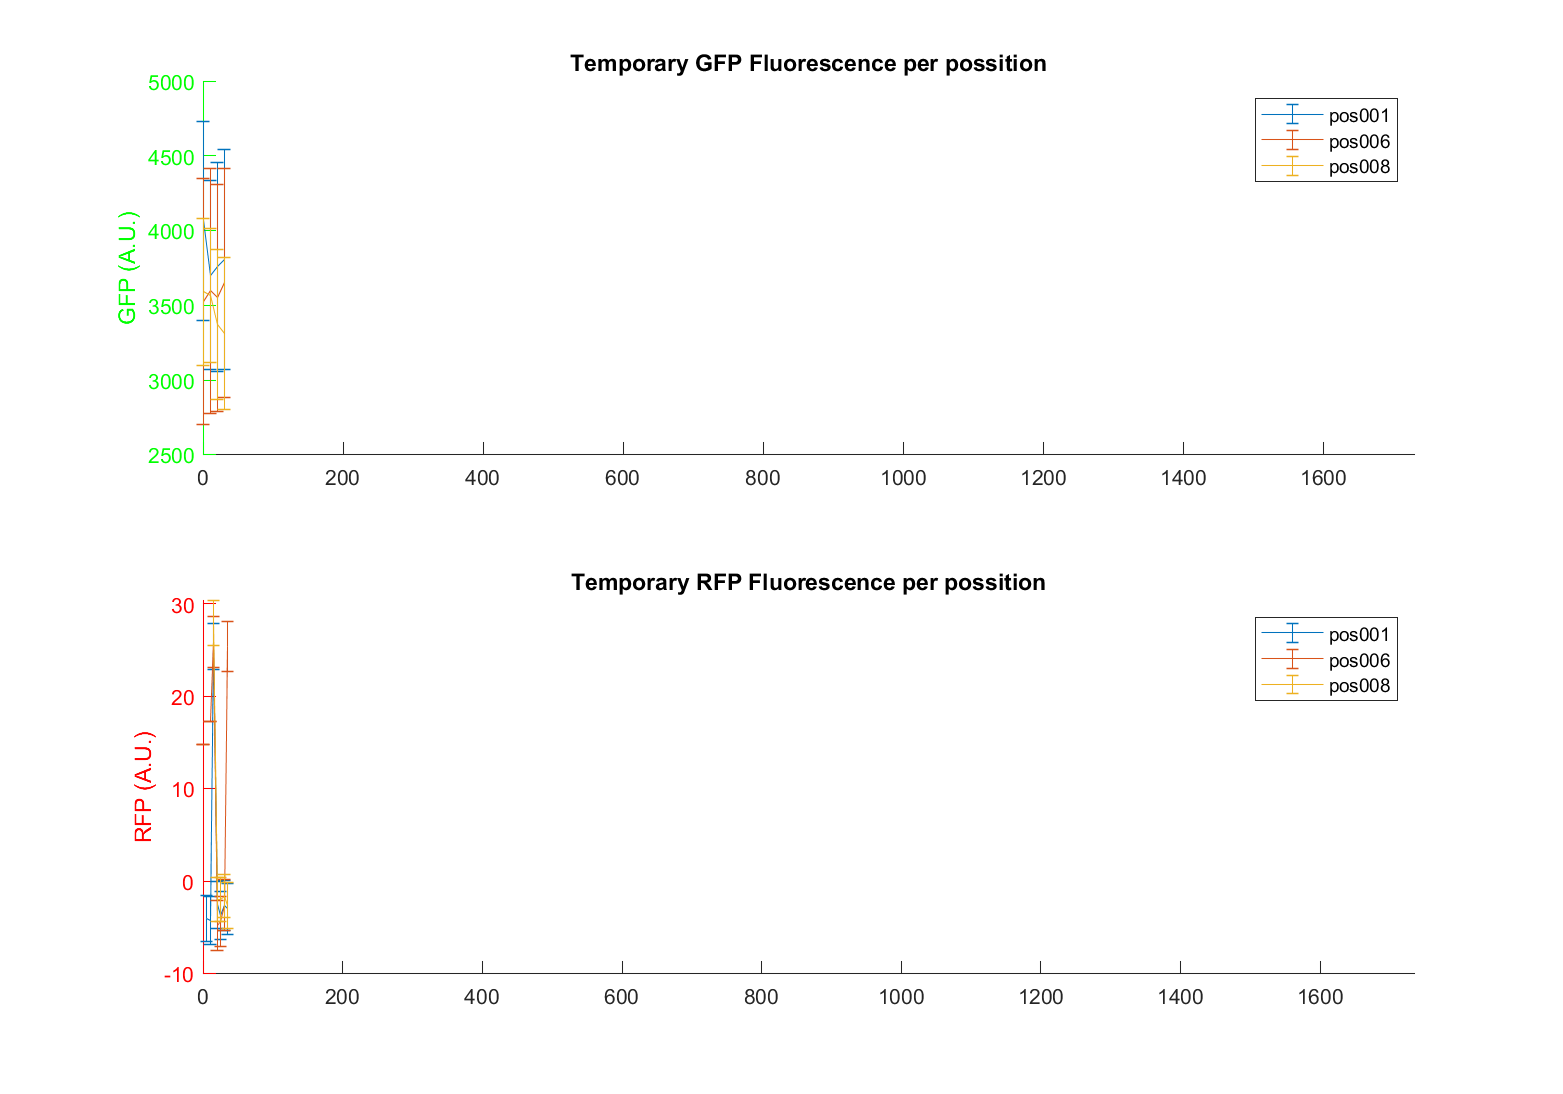 Temporary GFP Fluorescence per possition
5000
4500
4000
3500
3000
2500
GFP (A.U.)
0 200 400 600 800 1000 1200 1400 1600
pos001
pos006
pos008
Temporary RFP Fluorescence per possition
30
20
10
0
-10
RFP (A.U.)
0 200 400 600 800 1000 1200 1400 1600
pos001
pos006
pos008